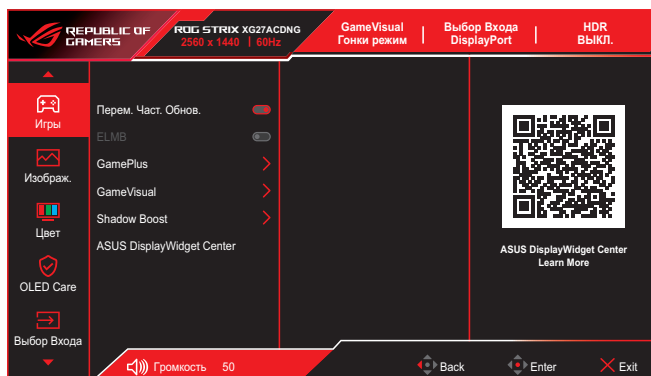 REPUBLIC OF
GAMERS
ROG STRIX XG27ACDNG
2560 x 1440 | 60Hz
GameVisual
Гонки режим
Выбор Входа
DisplayPort
HDR
ВЫКЛ.
Игры
Изображ.
Цвет
OLED Care
Выбор Входа
Перем. Част. Обнов.
ELMB
GamePlus
GameVisual
Shadow Boost
ASUS DisplayWidget Center
ASUS DisplayWidget Center
Learn More
Громкость 50
Back
Enter
Exit